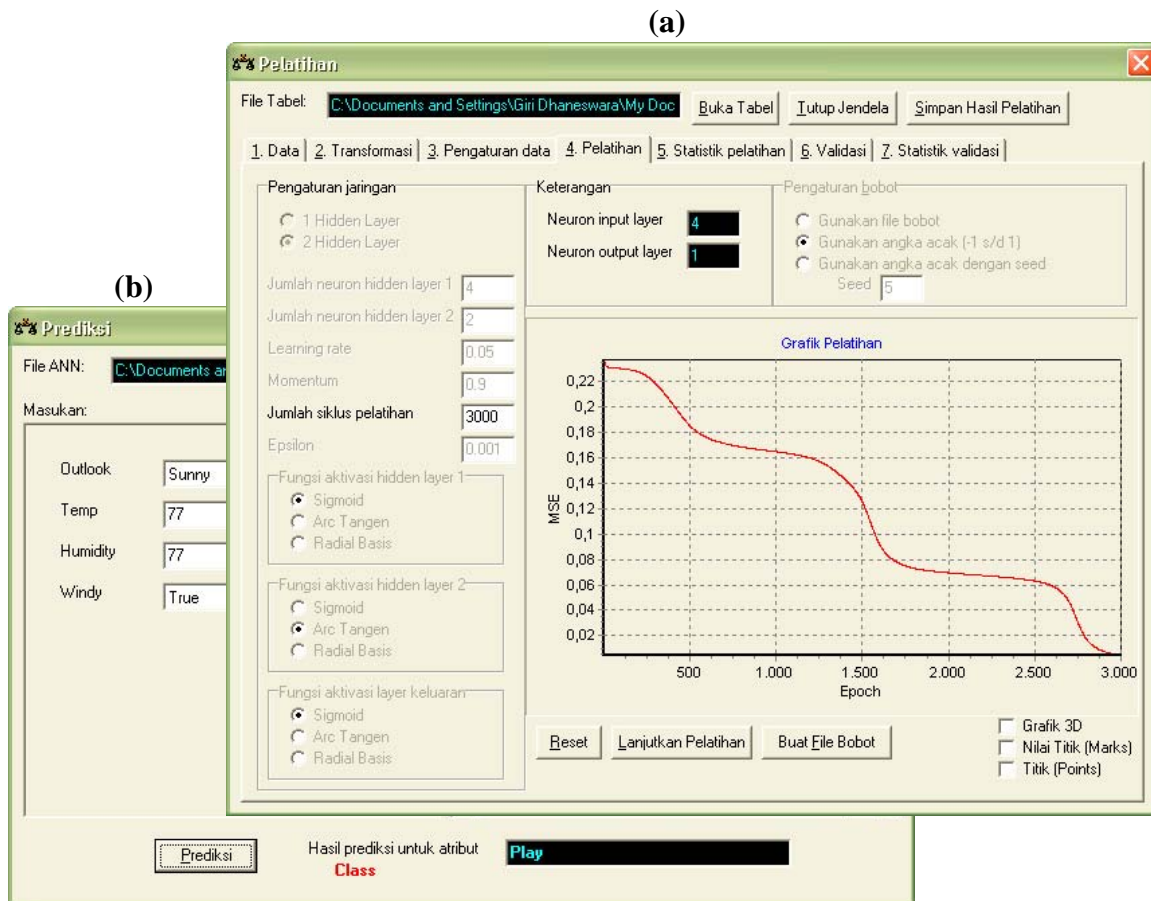 (a)
Pelatihan
File Tabel: C:\Documents and Settings\Giri Dhaneswara\My Doc Buka Tabel Tutup Jendela Simpan Hasil Pelatihan
1. Data 2. Transformasi 3. Pengaturan data 4. Pelatihan 5. Statistik pelatihan 6. Validasi 7. Statistik validasi
Pengaturan jaringan
1 Hidden Layer
2 Hidden Layer
Jumlah neuron hidden layer 1 4
Jumlah neuron hidden layer 2 2
Learning rate 0.05
Momentum 0.9
Jumlah siklus pelatihan 3000
Epsilon 0.001
Fungsi aktivasi hidden layer 1
Sigmoid
Arc Tangen
Radial Basis
Fungsi aktivasi hidden layer 2
Sigmoid
Arc Tangen
Radial Basis
Fungsi aktivasi layer keluaran
Sigmoid
Arc Tangen
Radial Basis
Keterangan
Neuron input layer 4
Neuron output layer 1
Pengaturan bobot
Gunakan file bobot
Gunakan angka acak (-1 s/d 1)
Gunakan angka acak dengan seed
Seed 5
Grafik Pelatihan
MSE
0,22
0,2
0,18
0,16
0,14
0,12
0,1
0,08
0,06
0,04
0,02
500 1.000 1.500 2.000 2.500 3.000
Epoch
Reset Lanjutkan Pelatihan Buat File Bobot
Grafik 3D
Nilai Titik (Marks)
Titik (Points)
(b)
Prediksi
File ANN: C:\Documents ar
Masukan:
Outlook Sunny
Temp 77
Humidity 77
Windy True
Prediksi Hasil prediksi untuk atribut Play
Class